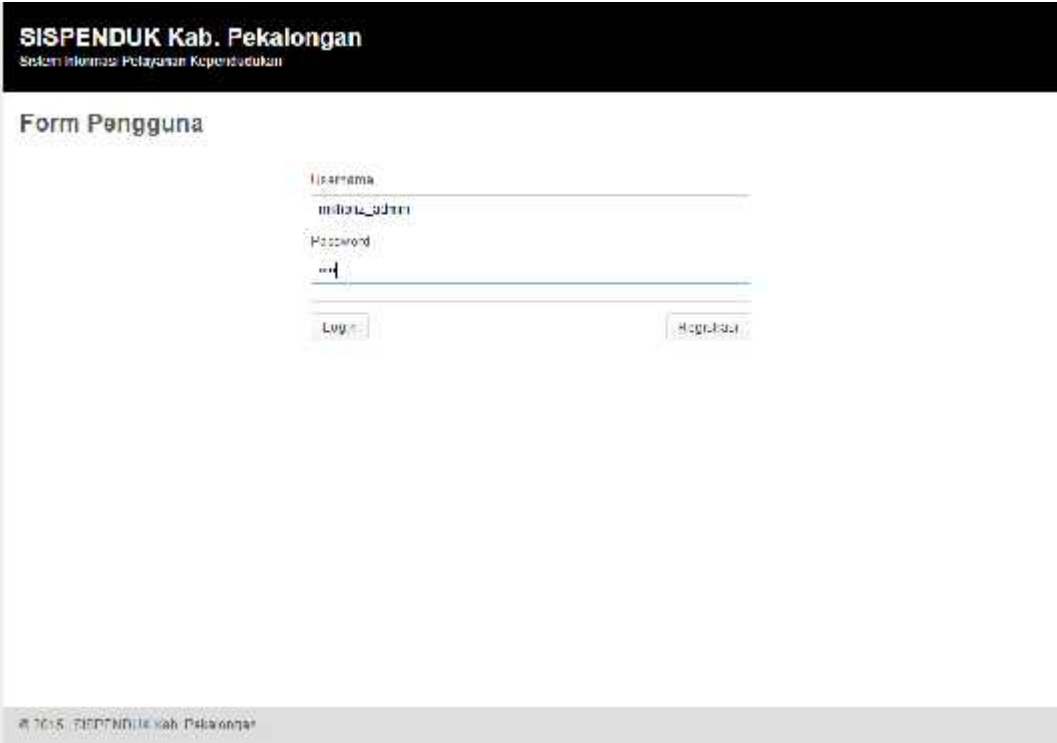 SISPENDUK Kab. Pekalongan
Sistem Informasi Pelayanan Kependudukan
Form Pengguna
Username
Password
Login
Registrasi
© 2015 SISPENDUK Kab. Pekalongan